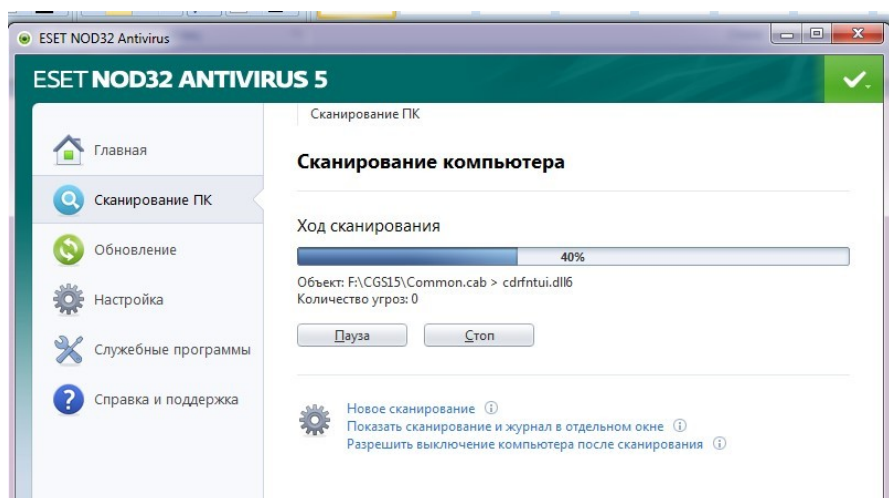 ESET NOD32 Antivirus
ESET NOD32 ANTIVIRUS 5
Главная
Сканирование ПК
Обновление
Настройка
Служебные программы
Справка и поддержка
Сканирование ПК
Сканирование компьютера
Ход сканирования
40%
Объект: F:\CGS15\Common.cab > cdrfntui.dll6
Количество угроз: 0
Пауза
Стоп
Новое сканирование
Показать сканирование и журнал в отдельном окне
Разрешить выключение компьютера после сканирования